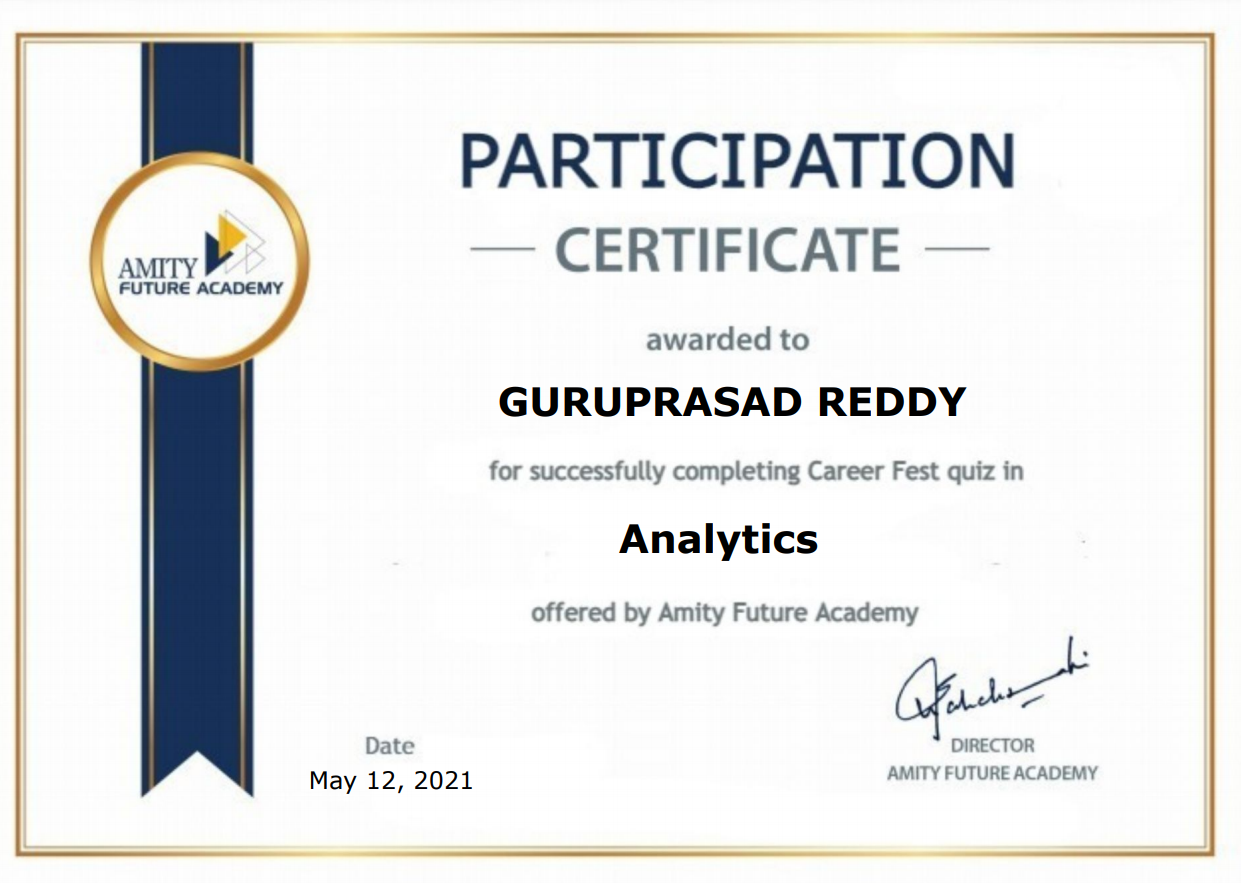 AMITY
FUTURE ACADEMY
PARTICIPATION
CERTIFICATE
awarded to
GURUPRASAD REDDY
for successfully completing Career Fest quiz in
Analytics
offered by Amity Future Academy
Date
May 12, 2021
DIRECTOR
AMITY FUTURE ACADEMY